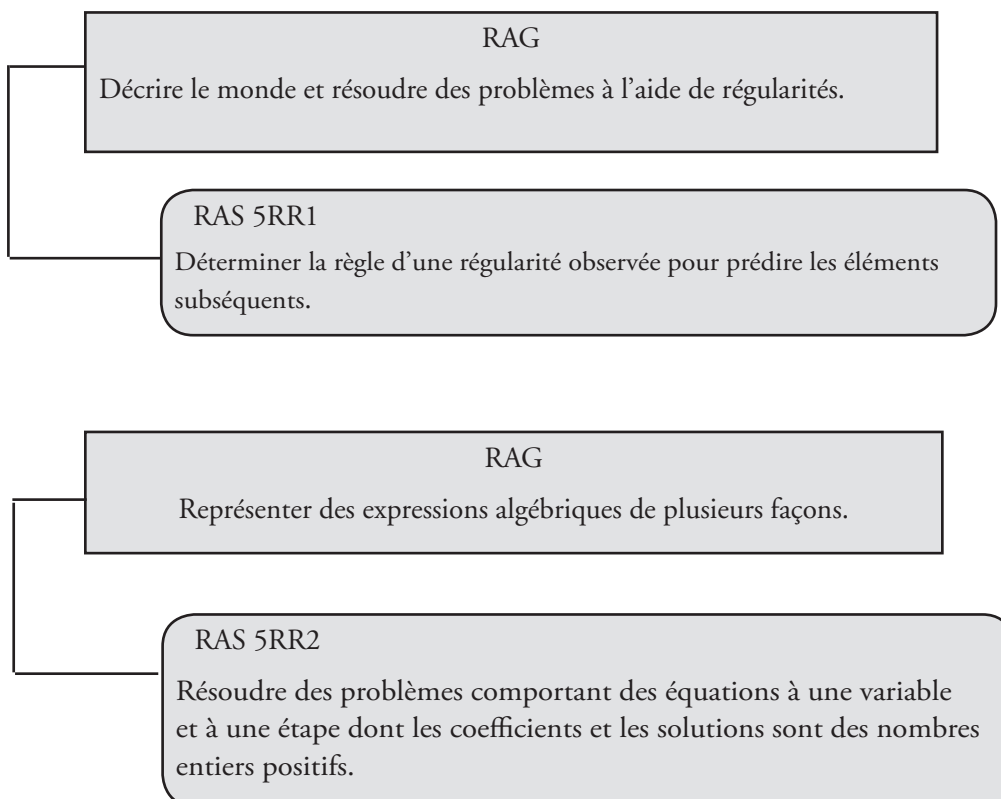 RAG
Décrire le monde et résoudre des problèmes à l’aide de régularités.
RAS 5RR1
Déterminer la règle d’une régularité observée pour prédire les éléments
subséquents.
RAG
Représenter des expressions algébriques de plusieurs façons.
RAS 5RR2
Résoudre des problèmes comportant des équations à une variable
et à une étape dont les coefficients et les solutions sont des nombres
entiers positifs.